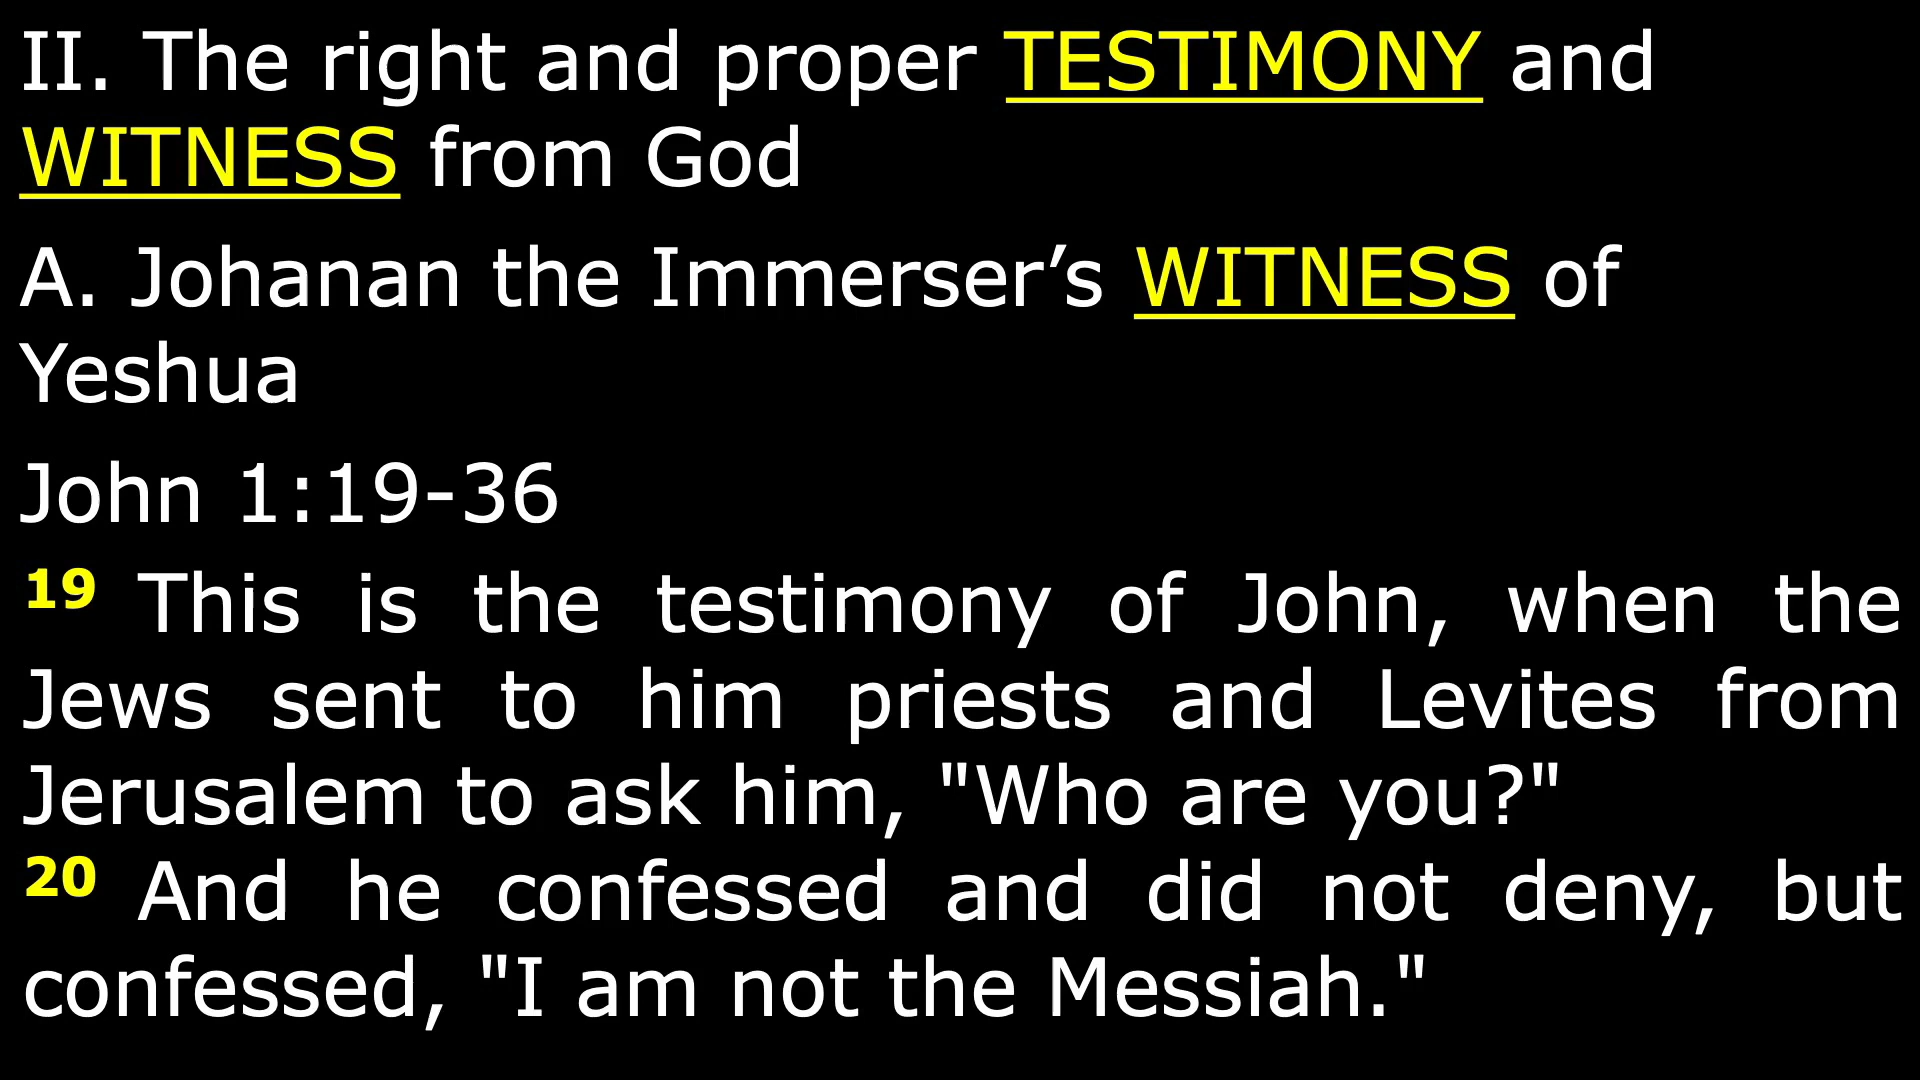 II. The right and proper TESTIMONY and
WITNESS from God
A. Johanan the Immerser’s WITNESS of
Yeshua
John 1:19-36
19 This is the testimony of John, when the
Jews sent to him priests and Levites from
Jerusalem to ask him, "Who are you?"
20 And he confessed and did not deny, but
confessed, "I am not the Messiah."